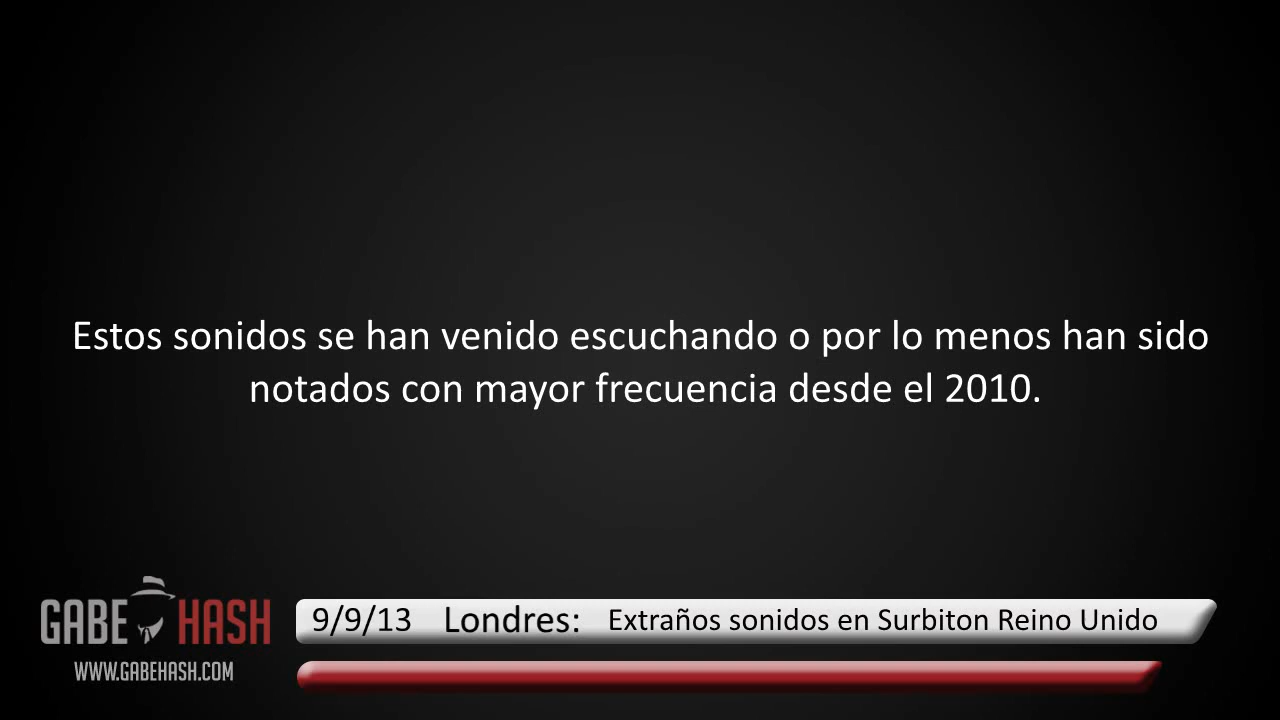 Estos sonidos se han venido escuchando o por lo menos han sido
notados con mayor frecuencia desde el 2010.
GABE HASH
WWW.GABEHASH.COM
9/9/13 Londres: Extraños sonidos en Surbiton Reino Unido